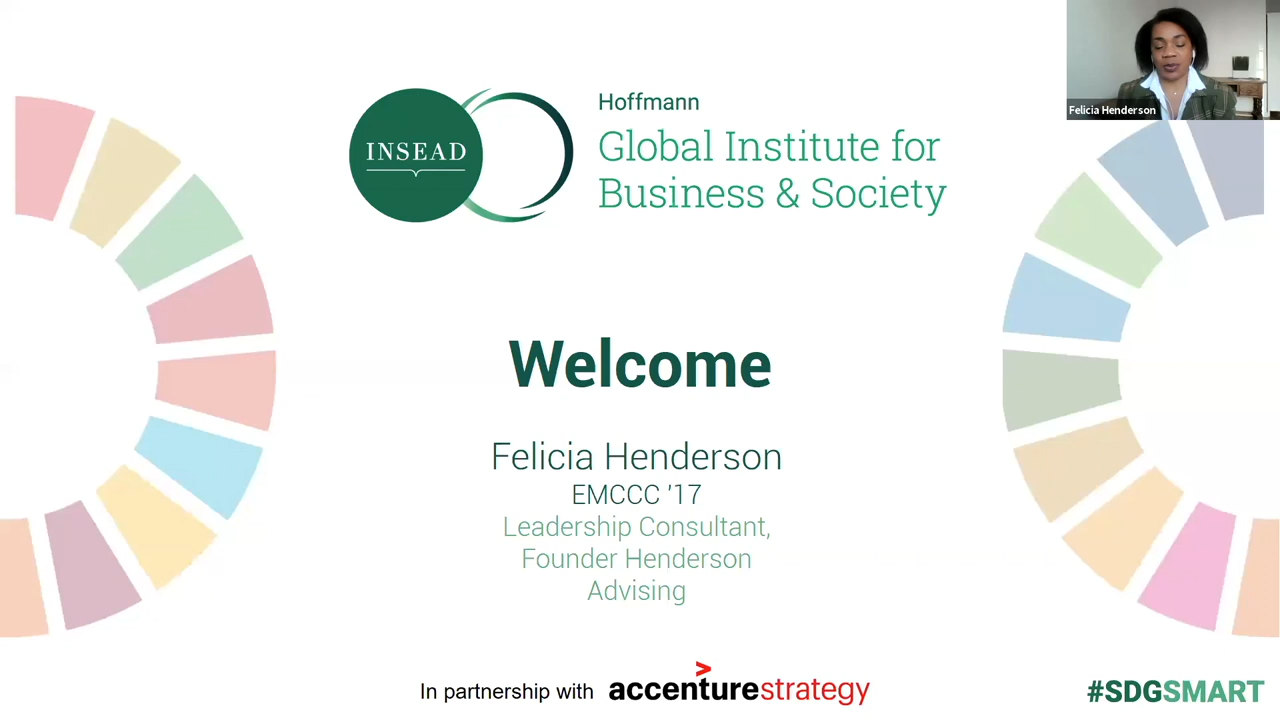 Felicia Henderson
INSEAD
Hoffmann
Global Institute for
Business & Society
Welcome
Felicia Henderson
EMCCC '17
Leadership Consultant,
Founder Henderson
Advising
In partnership with accenturestrategy
#SDGSMART